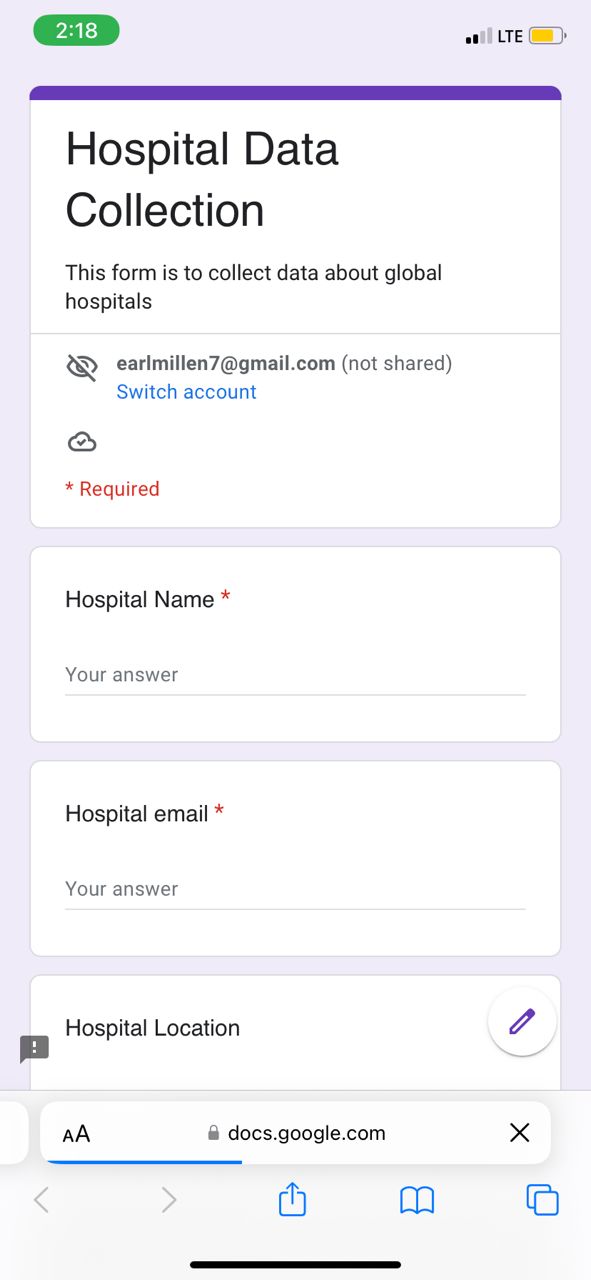 2:18
LTE
Hospital Data
Collection
This form is to collect data about global
hospitals
earlmillen7@gmail.com (not shared)
Switch account
* Required
Hospital Name *
Your answer
Hospital email *
Your answer
Hospital Location
!
AA
docs.google.com